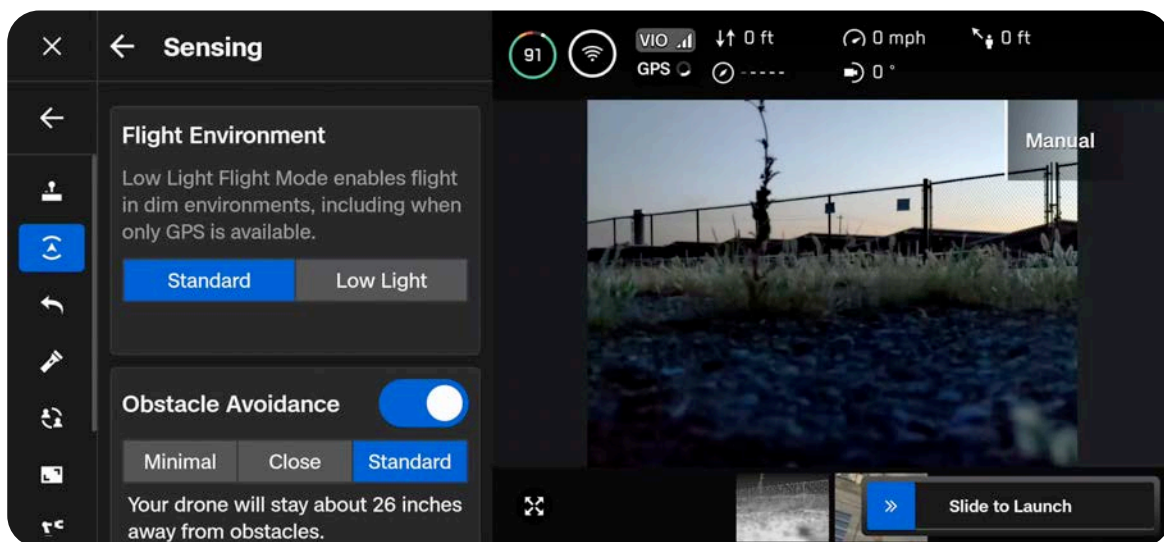 Sensing
Flight Environment
Low Light Flight Mode enables flight
in dim environments, including when
only GPS is available.
Standard
Low Light
Obstacle Avoidance
Minimal
Close
Standard
Your drone will stay about 26 inches
away from obstacles.
91
VIO
0 ft
0 mph
0 ft
GPS
-----
0 °
Manual
Slide to Launch